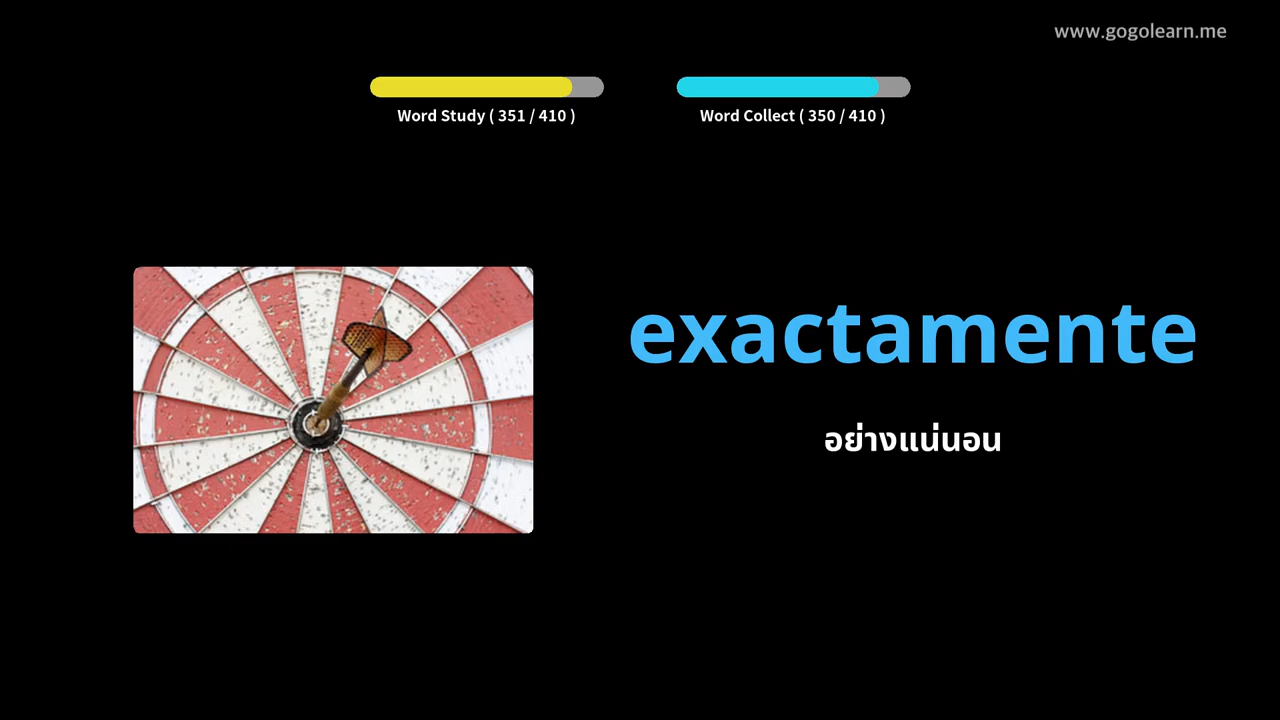 www.gogolearn.me
Word Study ( 351 / 410 )
Word Collect ( 350 / 410 )
exactamente
อย่างแน่นอน